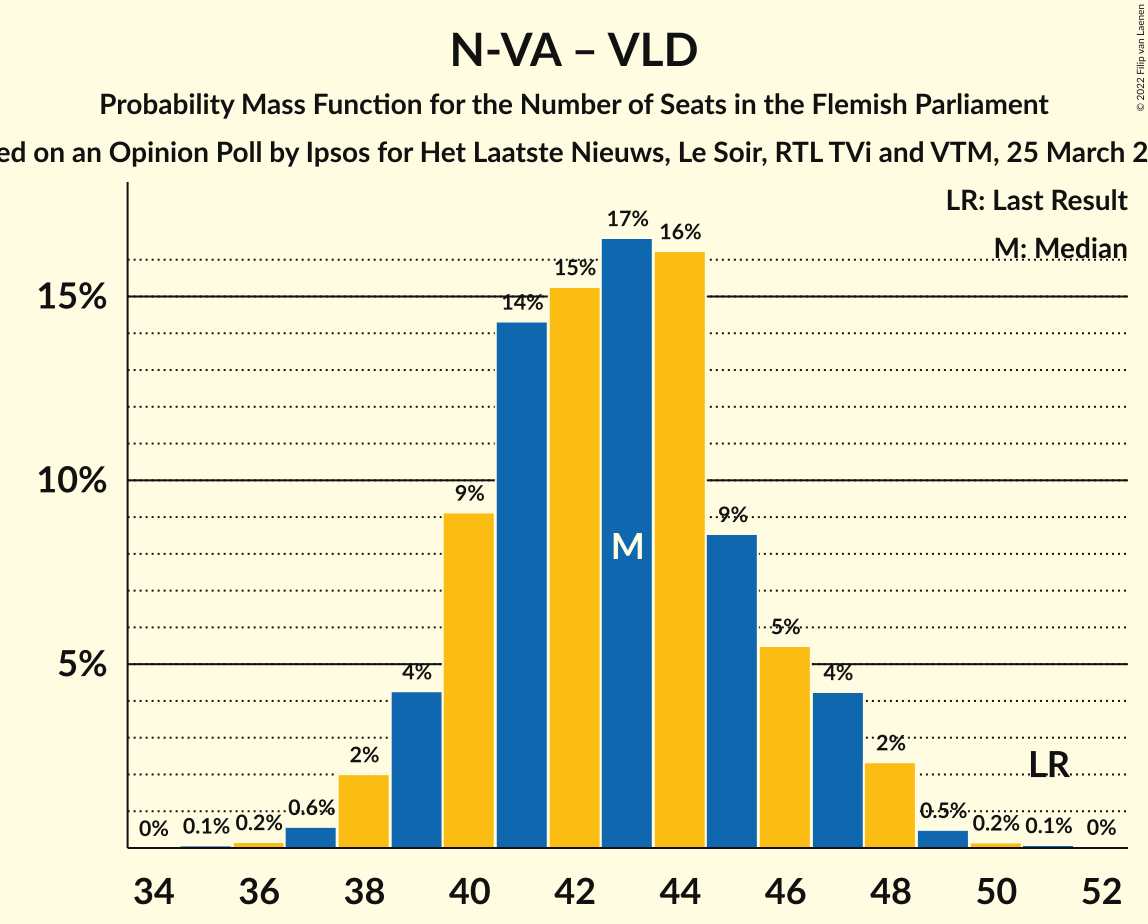 N-VA – VLD
Probability Mass Function for the Number of Seats in the Flemish Parliament
on an Opinion Poll by Ipsos for Het Laatste Nieuws, Le Soir, RTL TVi and VTM, 25 March
© 2022 Filip van Laenen
LR: Last Result
M: Median
15%
10%
5%
0%
0.1%
0.2%
0.6%
2%
4%
9%
14%
15%
17%
16%
9%
5%
4%
2%
0.5%
0.2%
0.1%
0%
M
LR
34 36 38 40 42 44 46 48 50 52